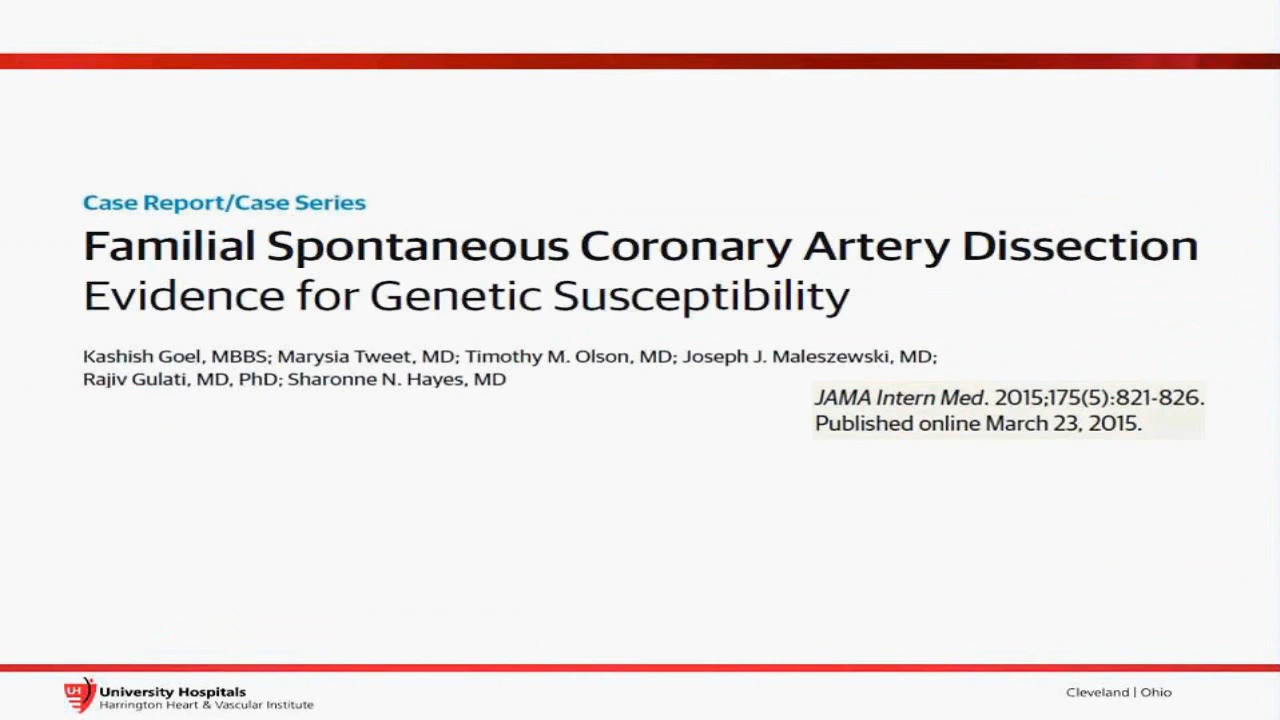 Case Report/Case Series
Familial Spontaneous Coronary Artery Dissection
Evidence for Genetic Susceptibility
Kashish Goel, MBBS; Marysia Tweet, MD; Timothy M. Olson, MD; Joseph J. Maleszewski, MD;
Rajiv Gulati, MD, PhD; Sharonne N. Hayes, MD
JAMA Intern Med. 2015;175(5):821-826.
Published online March 23, 2015.
UH University Hospitals
Harrington Heart & Vascular Institute
Cleveland | Ohio